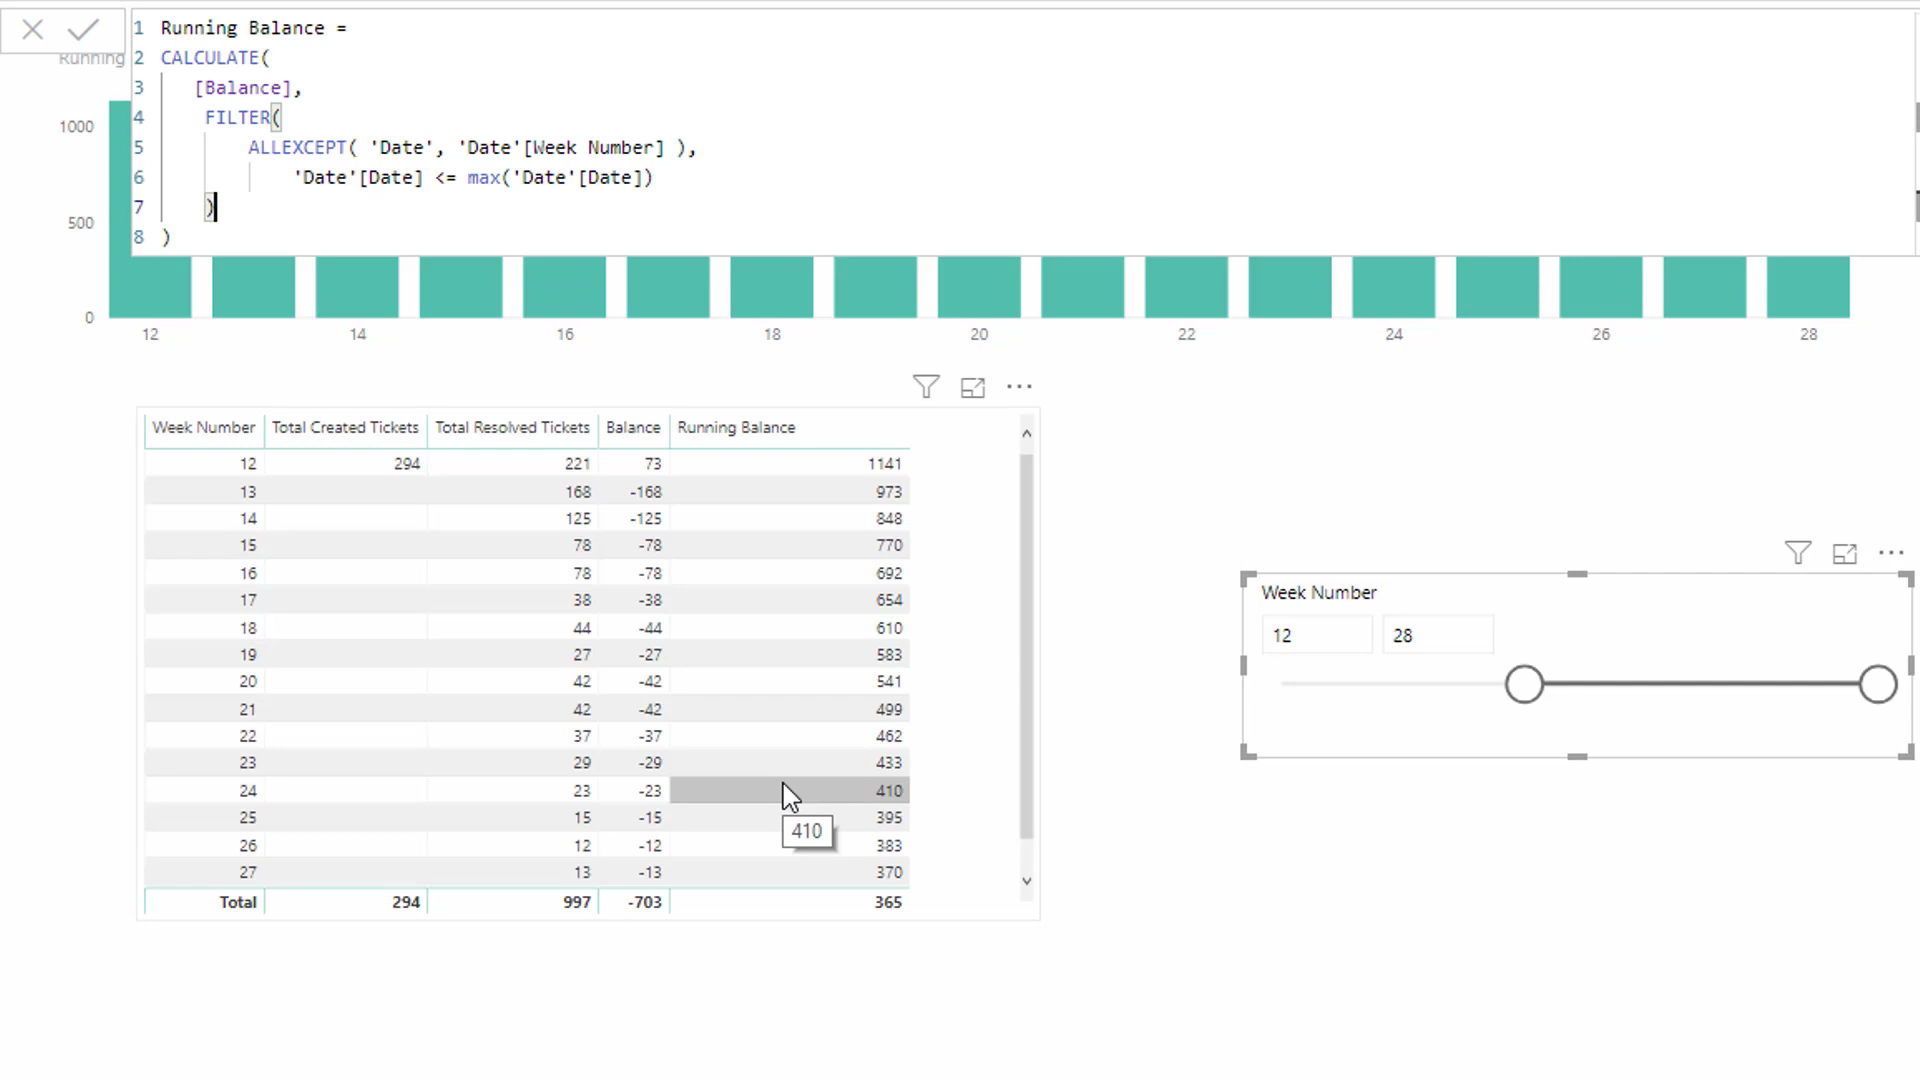 1 Running Balance =
Running 2 CALCULATE(
3 [Balance],
4 FILTER(
5 ALLEXCEPT( 'Date', 'Date'[Week Number] ),
6 'Date'[Date] <= max('Date'[Date])
7 )
8 )
1000
500
0
12 14 16 18 20 22 24 26 28
Week Number Total Created Tickets Total Resolved Tickets Balance Running Balance
12 294 221 73 1141
13 168 -168 973
14 125 -125 848
15 78 -78 770
16 78 -78 692
17 38 -38 654
18 44 -44 610
19 27 -27 583
20 42 -42 541
21 42 -42 499
22 37 -37 462
23 29 -29 433
24 23 -23 410
25 15 -15 395
26 12 -12 383
27 13 -13 370
Total 294 997 -703 365
410
Week Number
12 28